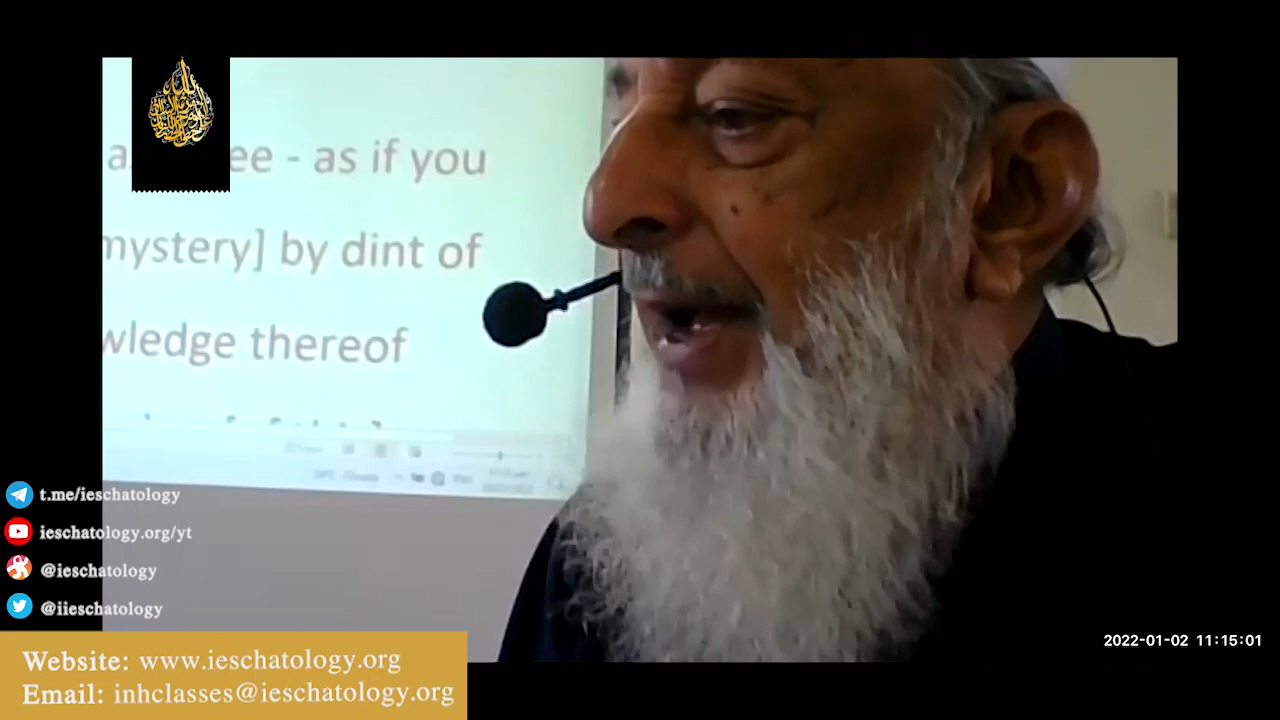 ee - as if you
mystery] by dint of
wledge thereof
t.me/ieschatology
ieschatology.org/yt
@ieschatology
@iieschatology
Website: www.ieschatology.org
Email: inhclasses@ieschatology.org
2022-01-02 11:15:01